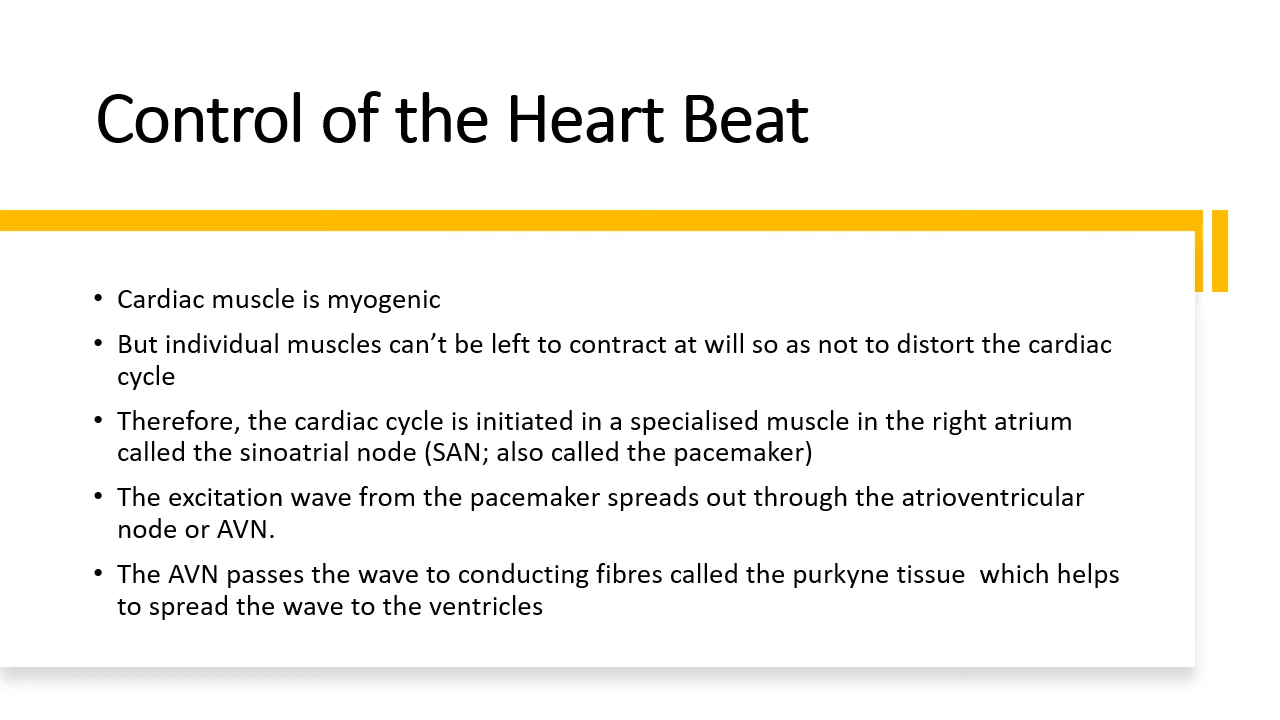 Control of the Heart Beat
• Cardiac muscle is myogenic
• But individual muscles can’t be left to contract at will so as not to distort the cardiac
cycle
• Therefore, the cardiac cycle is initiated in a specialised muscle in the right atrium
called the sinoatrial node (SAN; also called the pacemaker)
• The excitation wave from the pacemaker spreads out through the atrioventricular
node or AVN.
• The AVN passes the wave to conducting fibres called the purkyne tissue  which helps
to spread the wave to the ventricles